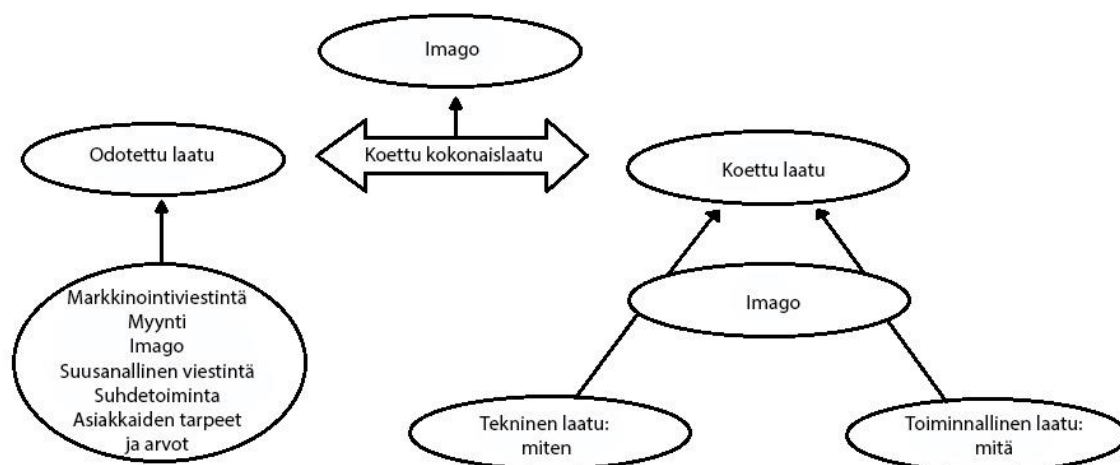 Imago
Odotettu laatu
Koettu kokonaislaatu
Koettu laatu
Markkinointiviestintä
Myynti
Imago
Suusanallinen viestintä
Suhdetoiminta
Asiakkaiden tarpeet
ja arvot
Imago
Tekninen laatu:
miten
Toiminnallinen laatu:
mitä